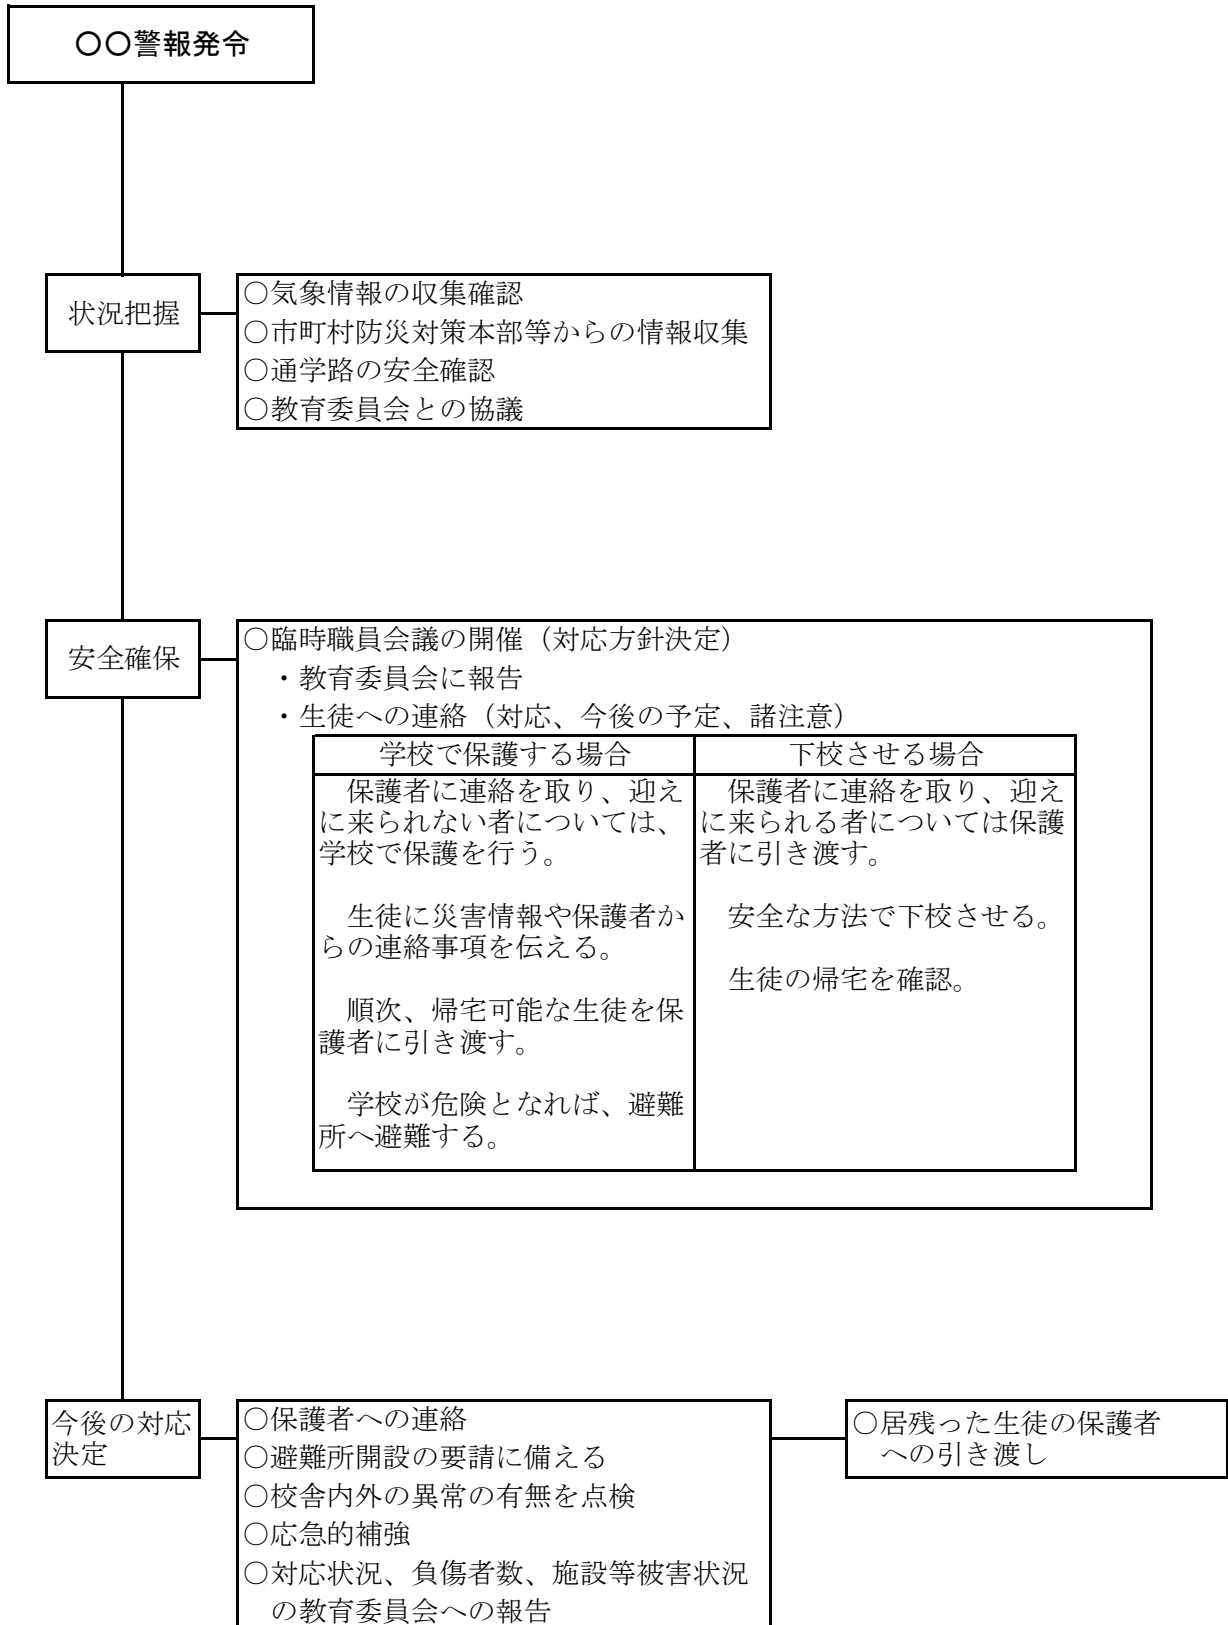 〇〇警報発令
状況把握
○気象情報の収集確認
○市町村防災対策本部等からの情報収集
○通学路の安全確認
○教育委員会との協議
安全確保
○臨時職員会議の開催（対応方針決定）
・教育委員会に報告
・生徒への連絡（対応、今後の予定、諸注意）
学校で保護する場合
保護者に連絡を取り、迎え
に来られない者については、
学校で保護を行う。
生徒に災害情報や保護者か
らの連絡事項を伝える。
順次、帰宅可能な生徒を保
護者に引き渡す。
学校が危険となれば、避難
所へ避難する。
下校させる場合
保護者に連絡を取り、迎え
に来られる者については保護
者に引き渡す。
安全な方法で下校させる。
生徒の帰宅を確認。
今後の対応
決定
○保護者への連絡
○避難所開設の要請に備える
○校舎内外の異常の有無を点検
○応急的補強
○対応状況、負傷者数、施設等被害状況
の教育委員会への報告
○居残った生徒の保護者
への引き渡し